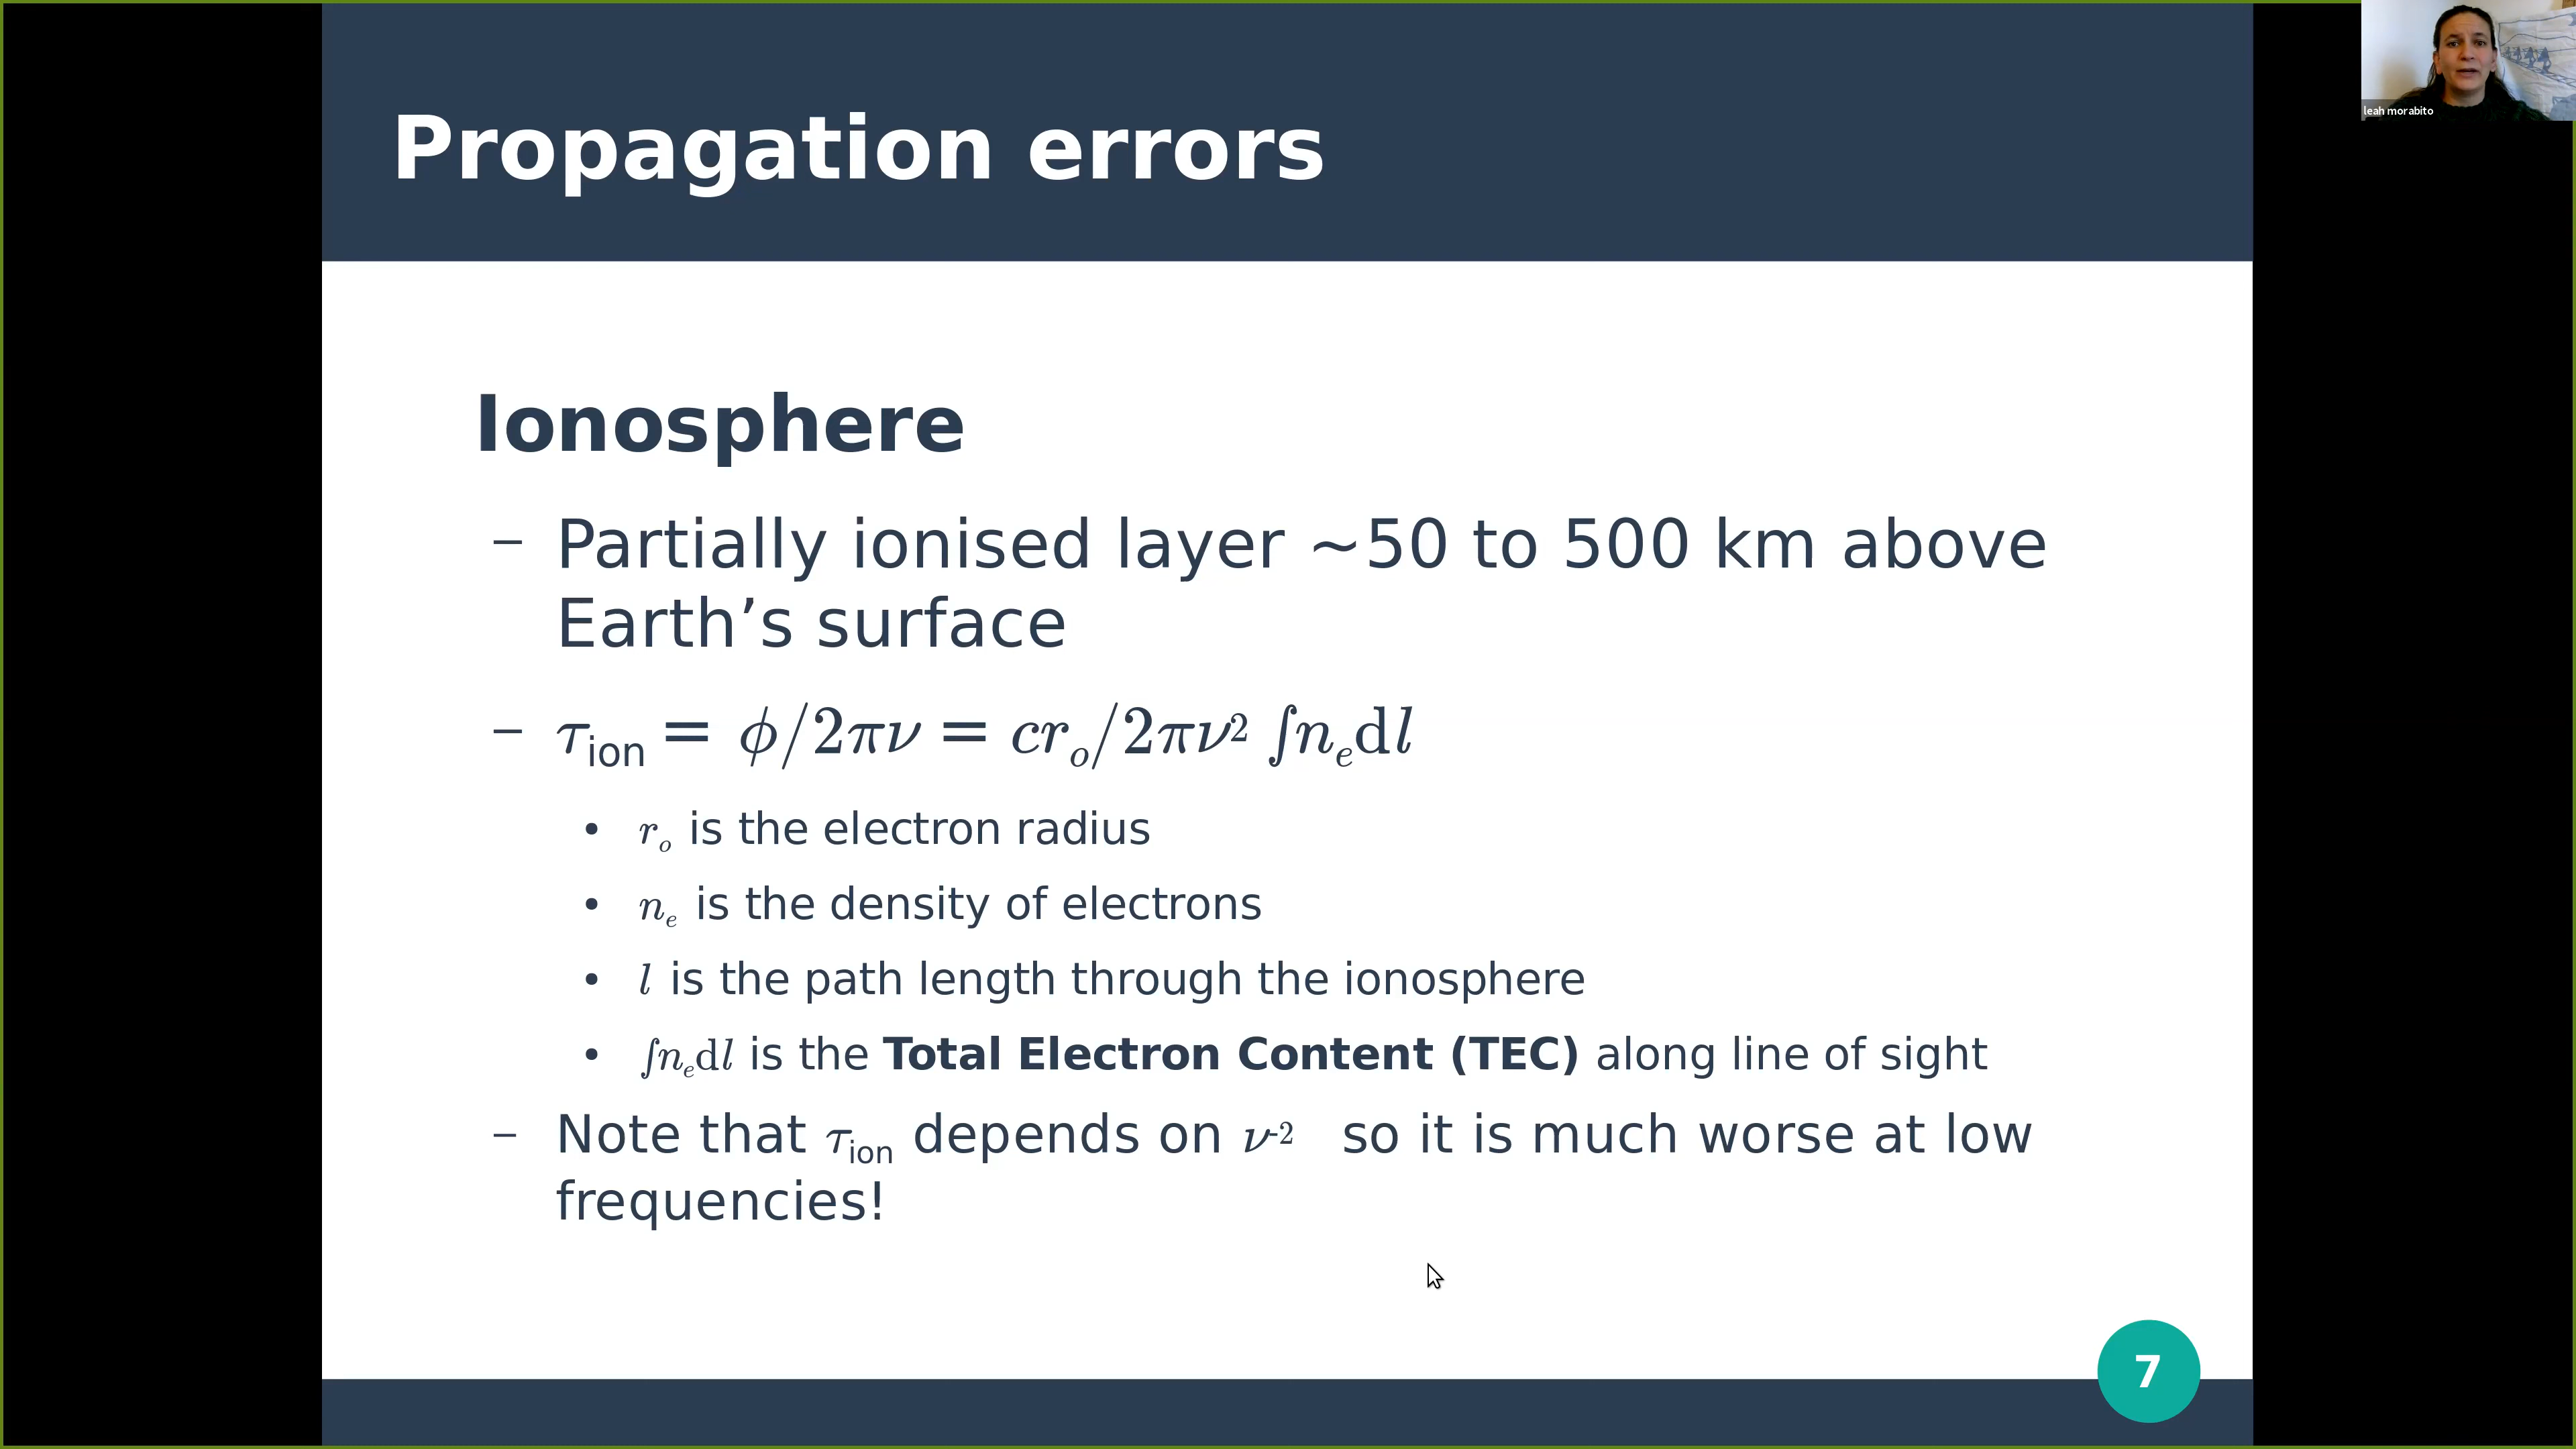 Propagation errors
leah morabito
Ionosphere
– Partially ionised layer ~50 to 500 km above
Earth’s surface
– τion = ϕ/2πν = cro/2πν² ∫nedl
• ro is the electron radius
• ne is the density of electrons
• l is the path length through the ionosphere
• ∫nedl is the Total Electron Content (TEC) along line of sight
– Note that τion depends on ν-2 so it is much worse at low
frequencies!
7